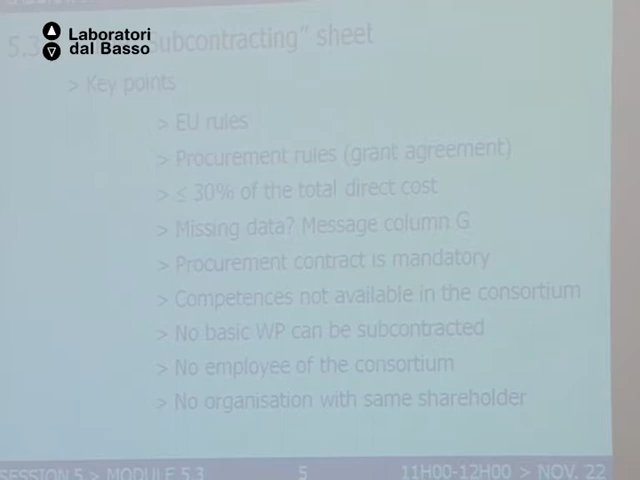 Laboratori
dal Basso
5.3 Subcontracting" sheet
> Key points
> EU rules
> Procurement rules (grant agreement)
> ≤ 30% of the total direct cost
> Missing data? Message column G
> Procurement contract is mandatory
> Competences not available in the consortium
> No basic WP can be subcontracted
> No employee of the consortium
> No organisation with same shareholder
SESSION 5 > MODULE 5.3 5 11H00-12H00 > NOV. 22